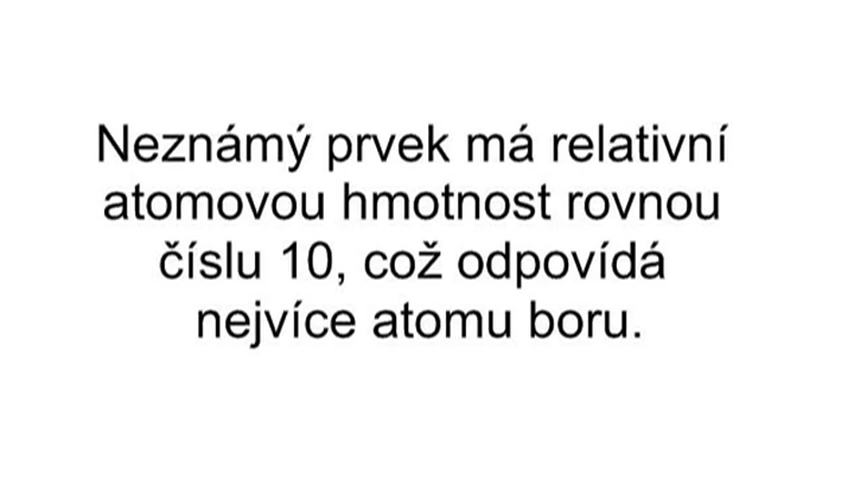 Neznámý prvek má relativní
atomovou hmotnost rovnou
číslu 10, což odpovídá
nejvíce atomu boru.